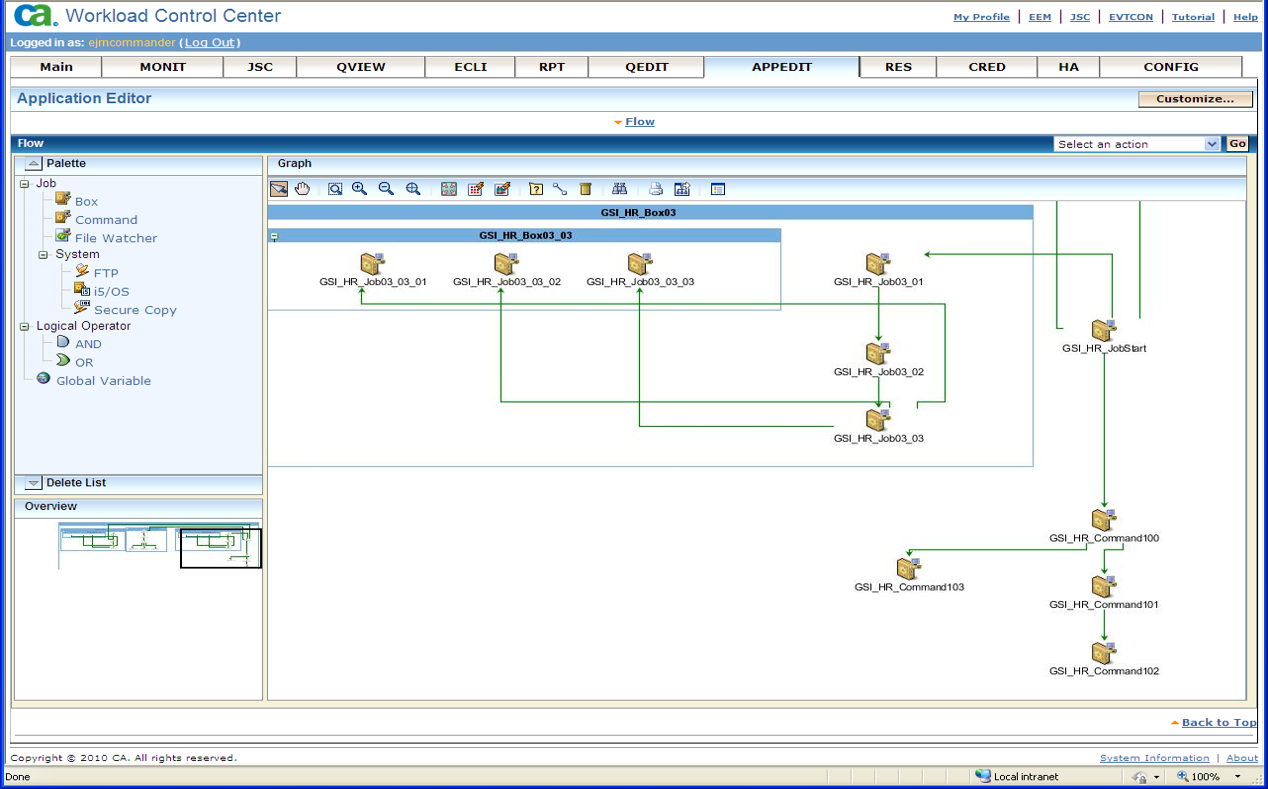 ca. Workload Control Center
My Profile | EEM | JSC | EVTCON | Tutorial | Help
Logged in as: ejmcommander (Log Out)
Main MONIT JSC QVIEW ECLI RPT QEDIT APPEDIT RES CRED HA CONFIG
Application Editor
Customize...
Flow
Flow
Select an action
Go
Palette
Job
Box
Command
File Watcher
System
FTP
i5/OS
Secure Copy
Logical Operator
AND
OR
Global Variable
Delete List
Overview
Graph
GSI_HR_Box03
GSI_HR_Box03_03
GSI_HR_Job03_03_01 GSI_HR_Job03_03_02 GSI_HR_Job03_03_03 GSI_HR_Job03_01
GSI_HR_JobStart
GSI_HR_Job03_02
GSI_HR_Job03_03
GSI_HR_Command100
GSI_HR_Command103
GSI_HR_Command101
GSI_HR_Command102
Back to Top
Copyright © 2010 CA. All rights reserved.
System Information | About
Done
Local intranet
100%